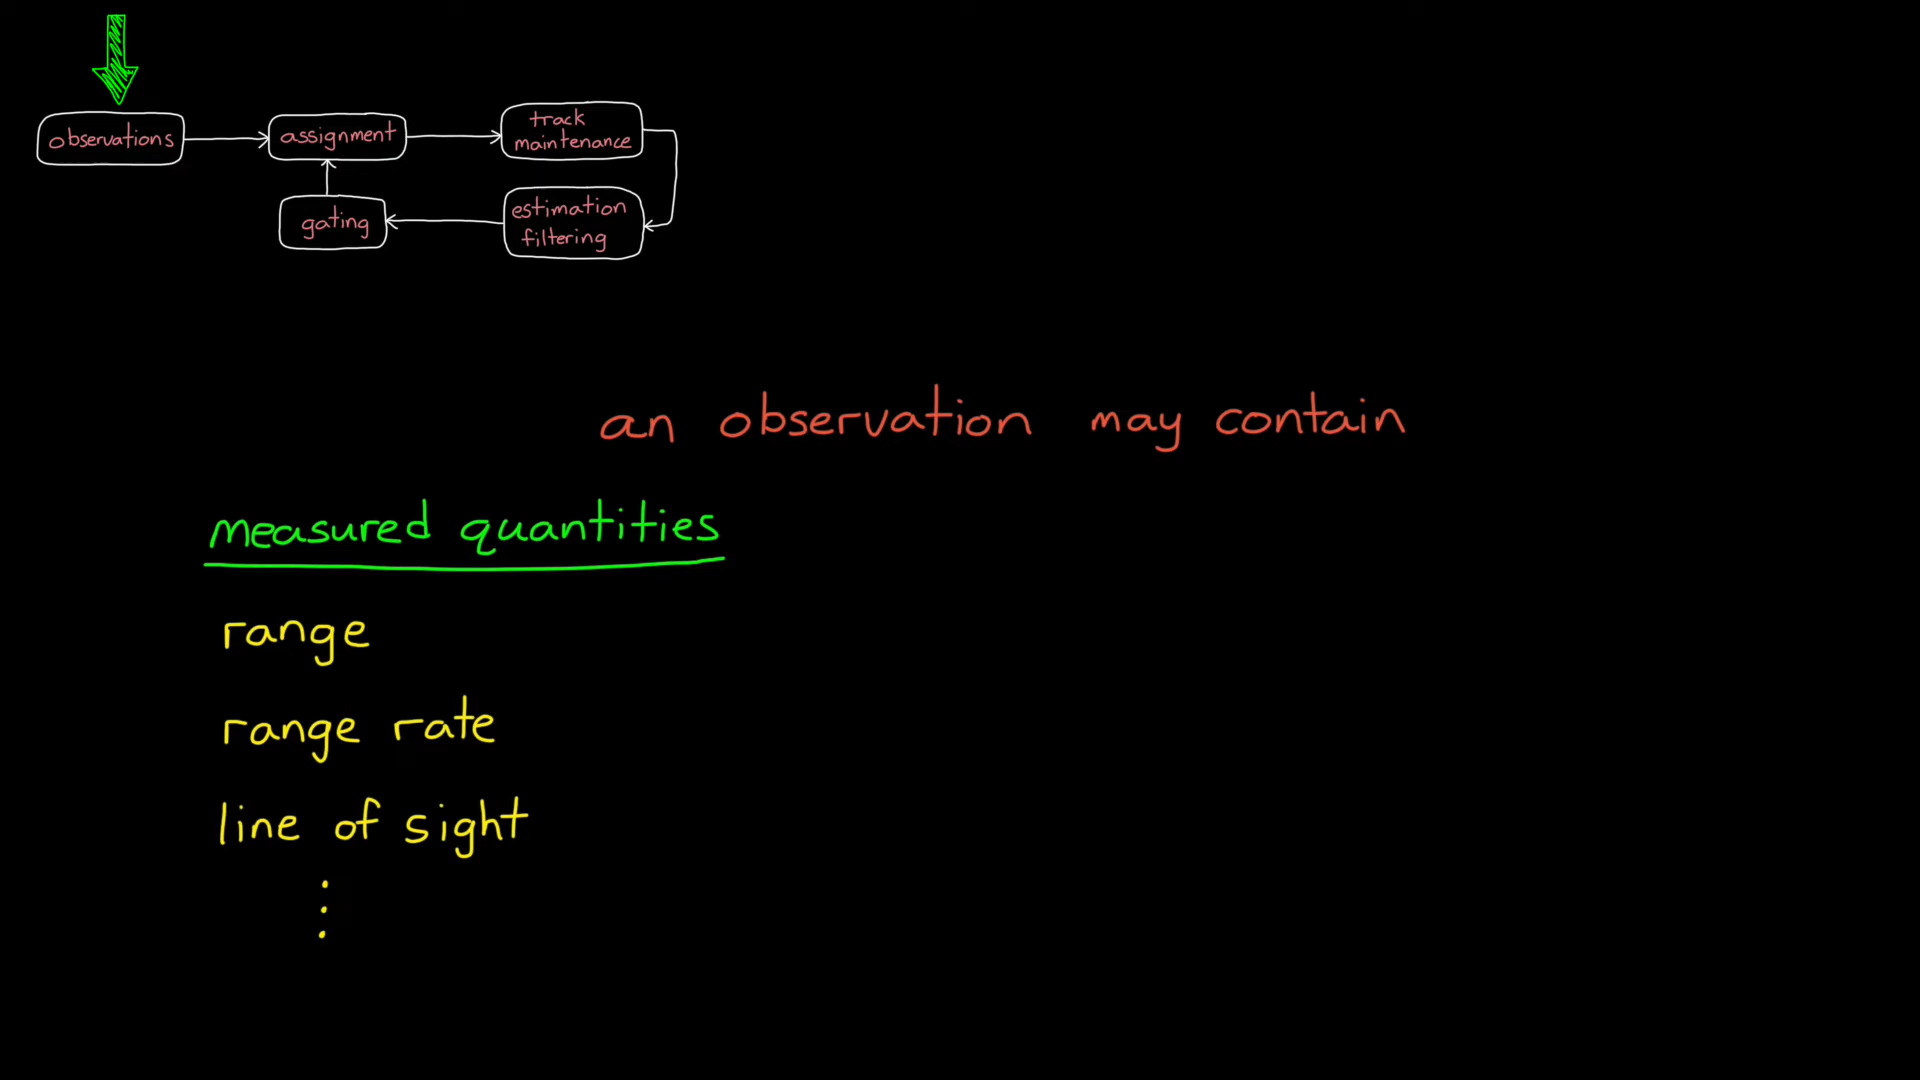 observations
assignment
track
maintenance
gating
estimation
filtering
an observation may contain
measured quantities
range
range rate
line of sight